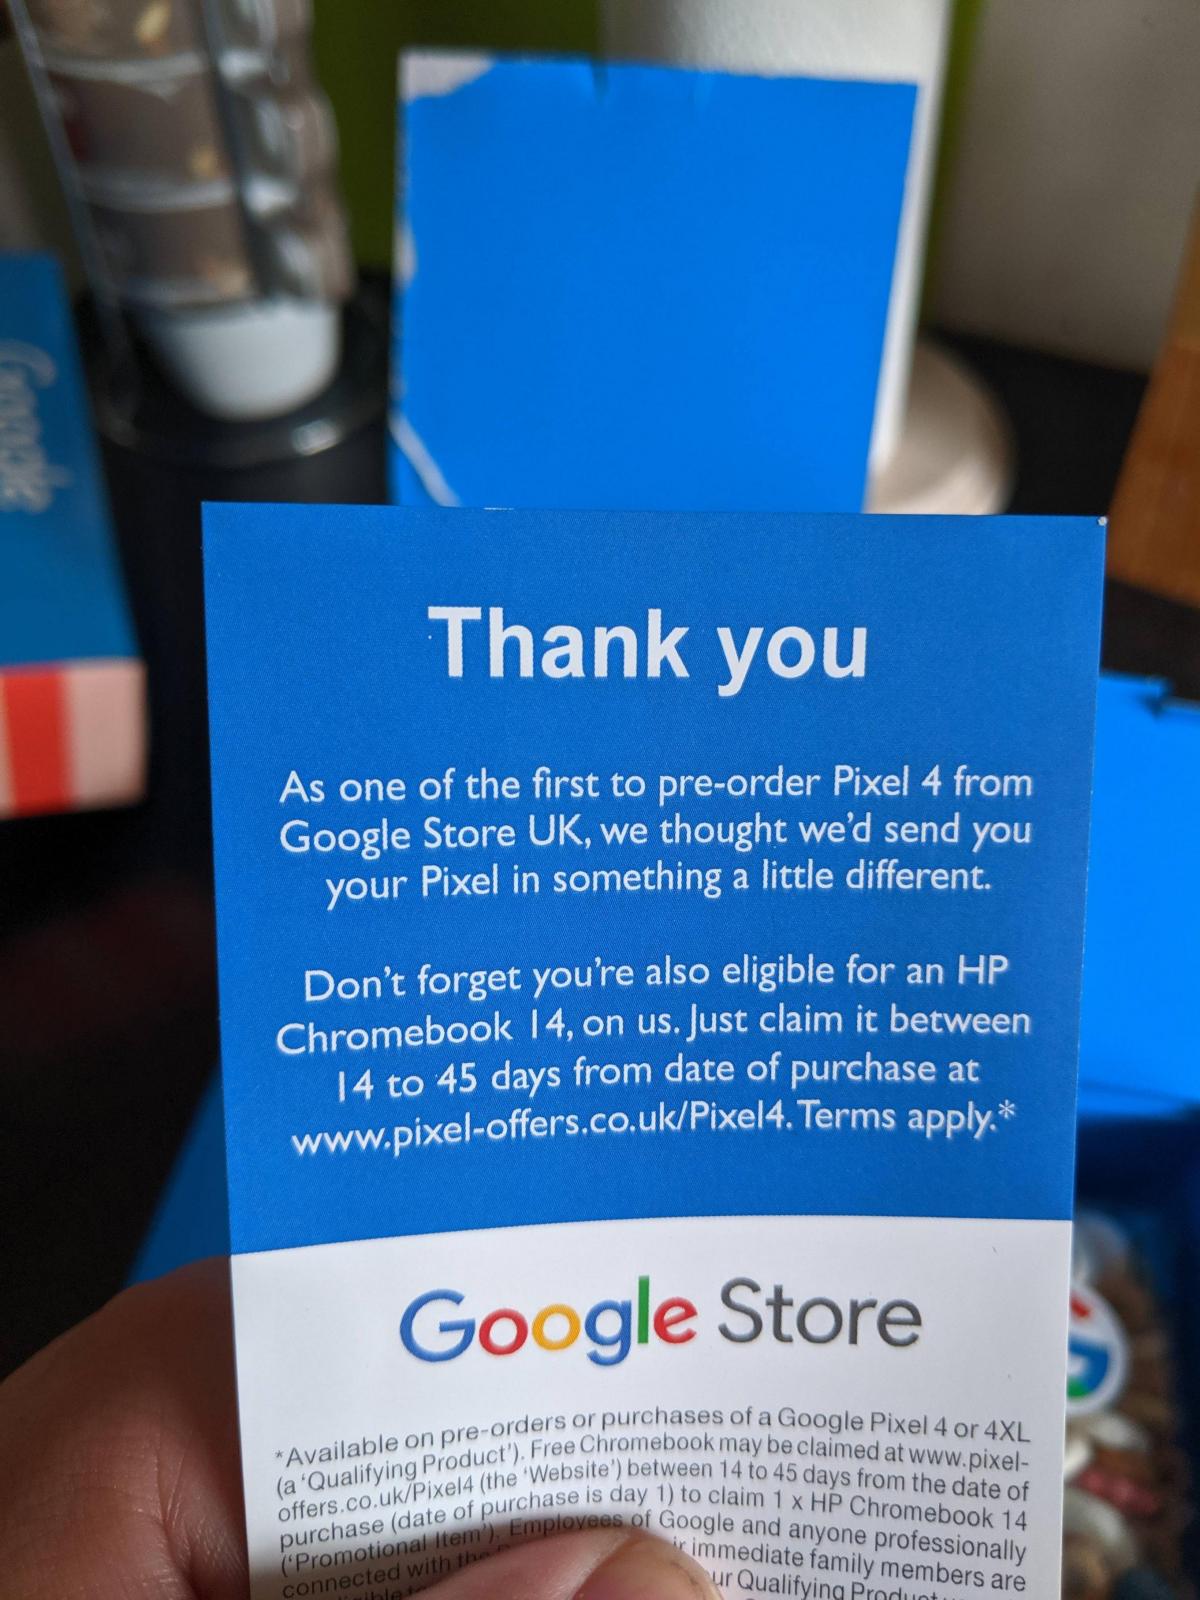 Google
Thank you
As one of the first to pre-order Pixel 4 from
Google Store UK, we thought we'd send you
your Pixel in something a little different.
Don't forget you're also eligible for an HP
Chromebook 14, on us. Just claim it between
14 to 45 days from date of purchase at
www.pixel-offers.co.uk/Pixel4. Terms apply.*
Google Store
*Available on pre-orders or purchases of a Google Pixel 4 or 4XL
(a 'Qualifying Product'). Free Chromebook may be claimed at www.pixel-
offers.co.uk/Pixel4 (the 'Website') between 14 to 45 days from the date of
purchase (date of purchase is day 1) to claim 1 x HP Chromebook 14
('Promotional Item'). Employees of Google and anyone professionally
connected with the immediate family members are
Qualifying Product